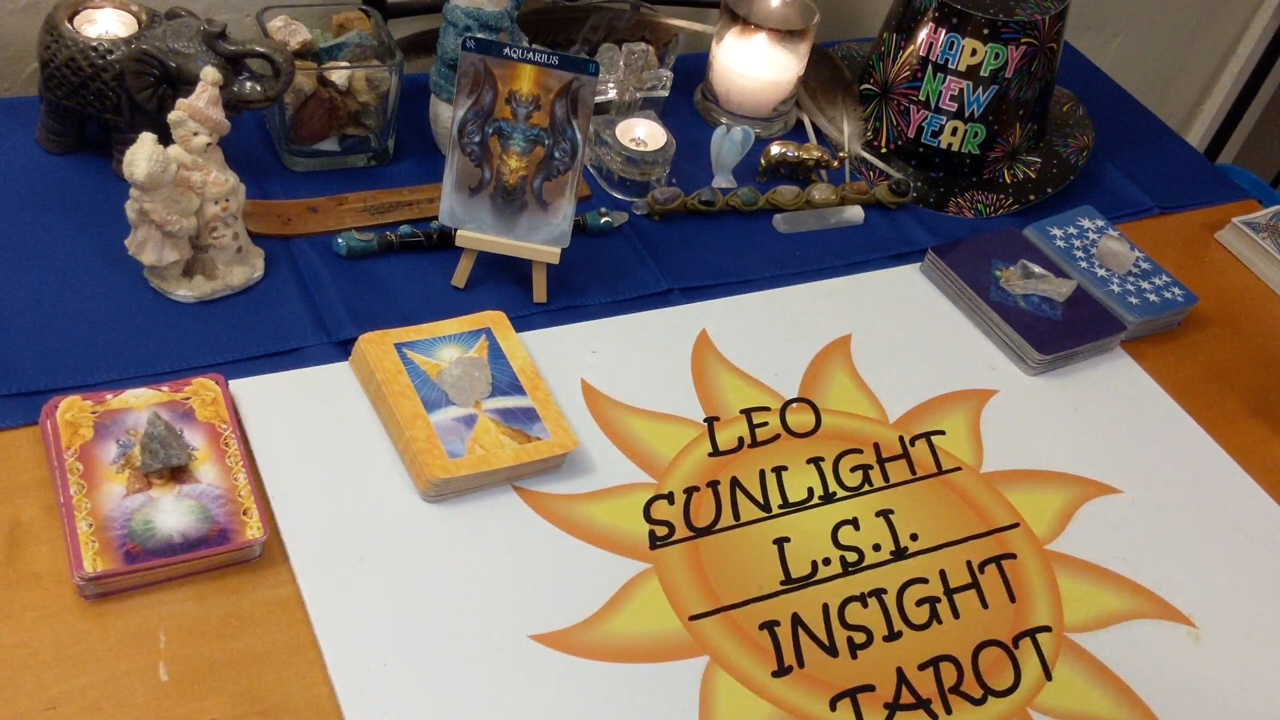 AQUARIUS
HAPPY
NEW
YEAR
LEO
SUNLIGHT
L.S.I.
INSIGHT
TAROT